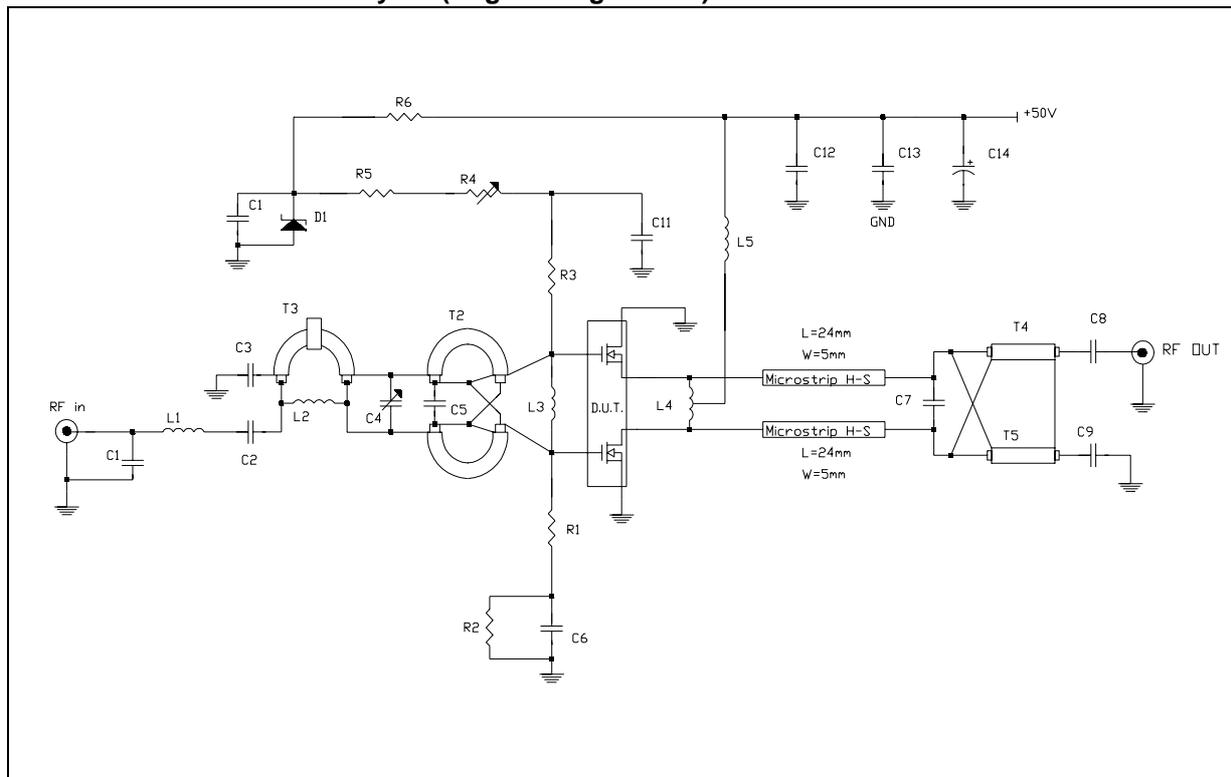 R6
+50V
C12
C13
C14
R5
R4
C1
D1
C11
GND
L5
R3
T3
T2
L=24mm
T4
C8
W=5mm
RF OUT
C3
Microstrip H-S
L2
C4
C5
L3
D.U.T.
L4
C7
RF in
L1
Microstrip H-S
T5
C9
C1
C2
L=24mm
W=5mm
R1
R2
C6